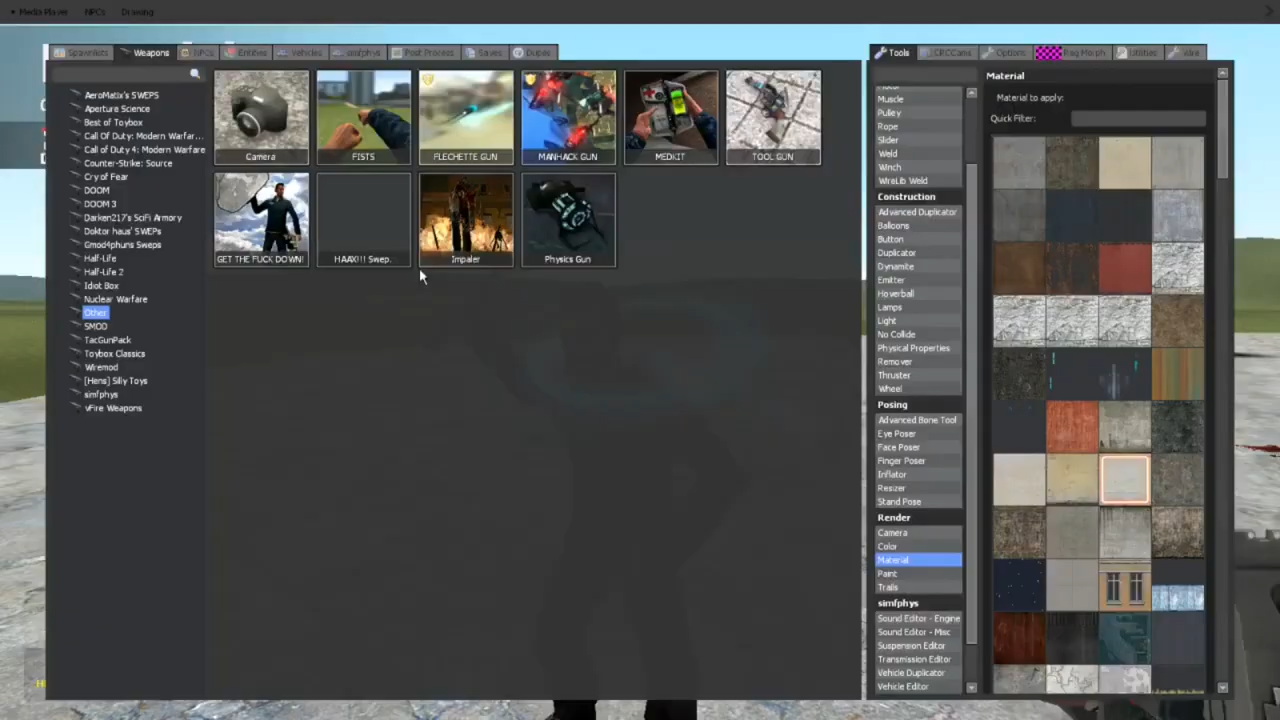 Media Player NPCs Drawing
Spawnlists Weapons NPCs Entities Vehicles simfphys Post Process Saves Dupes
Tools CRCCams Options Rag Morph Utilities Wire
AeroMatix's SWEPS
Aperture Science
Best of Toybox
Call Of Duty: Modern Warfar...
Call of Duty 4: Modern Warfare
Counter-Strike: Source
Cry of Fear
DOOM
DOOM 3
Darken217's SciFi Armory
Doktor haus' SWEPs
Gmod4phuns Sweps
Half-Life
Half-Life 2
Idiot Box
Nuclear Warfare
Other
SMOD
TacGunPack
Toybox Classics
Wiremod
[Hens] Silly Toys
simfphys
vFire Weapons
Camera
FISTS
FLECHETTE GUN
MANHACK GUN
MEDKIT
TOOL GUN
GET THE FUCK DOWN!
HAAX!!! Swep.
Impaler
Physics Gun
Muscle
Pulley
Rope
Slider
Weld
Winch
WireLib Weld
Construction
Advanced Duplicator
Balloons
Button
Duplicator
Dynamite
Emitter
Hoverball
Lamps
Light
No Collide
Physical Properties
Remover
Thruster
Wheel
Posing
Advanced Bone Tool
Eye Poser
Face Poser
Finger Poser
Inflator
Resizer
Stand Pose
Render
Camera
Color
Material
Paint
Trails
simfphys
Sound Editor - Engine
Sound Editor - Misc
Suspension Editor
Transmission Editor
Vehicle Duplicator
Vehicle Editor
Material
Material to apply:
Quick Filter: